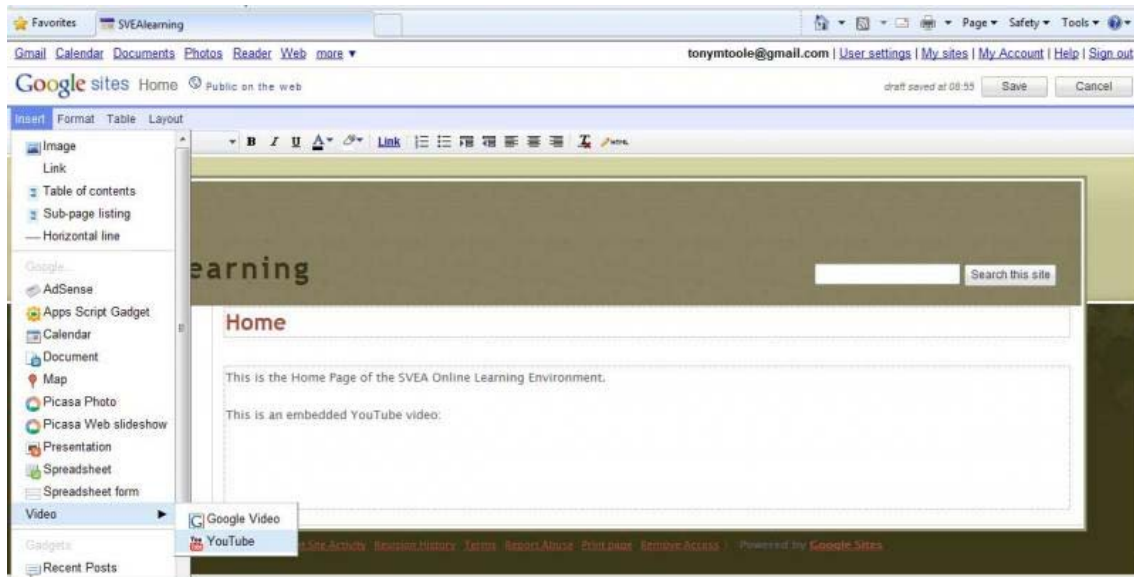 Favorites SVEAlearning Page Safety Tools
Gmail Calendar Documents Photos Reader Web more tonymtoole@gmail.com | User settings | My sites | My Account | Help | Sign out
Google sites Home Public on the web draft saved at 08:55 Save Cancel
Insert Format Table Layout
B I U A Link HTML
Image
Link
Table of contents
Sub-page listing
Horizontal line
Google...
AdSense
Apps Script Gadget
Calendar
Document
Map
Picasa Photo
Picasa Web slideshow
Presentation
Spreadsheet
Spreadsheet form
Video
Gadgets
Recent Posts
Google Video
YouTube
earning Search this site
Home
This is the Home Page of the SVEA Online Learning Environment.
This is an embedded YouTube video:
Site Activity Revision History Terms Report Abuse Print page Remove Access | Powered by Google Sites